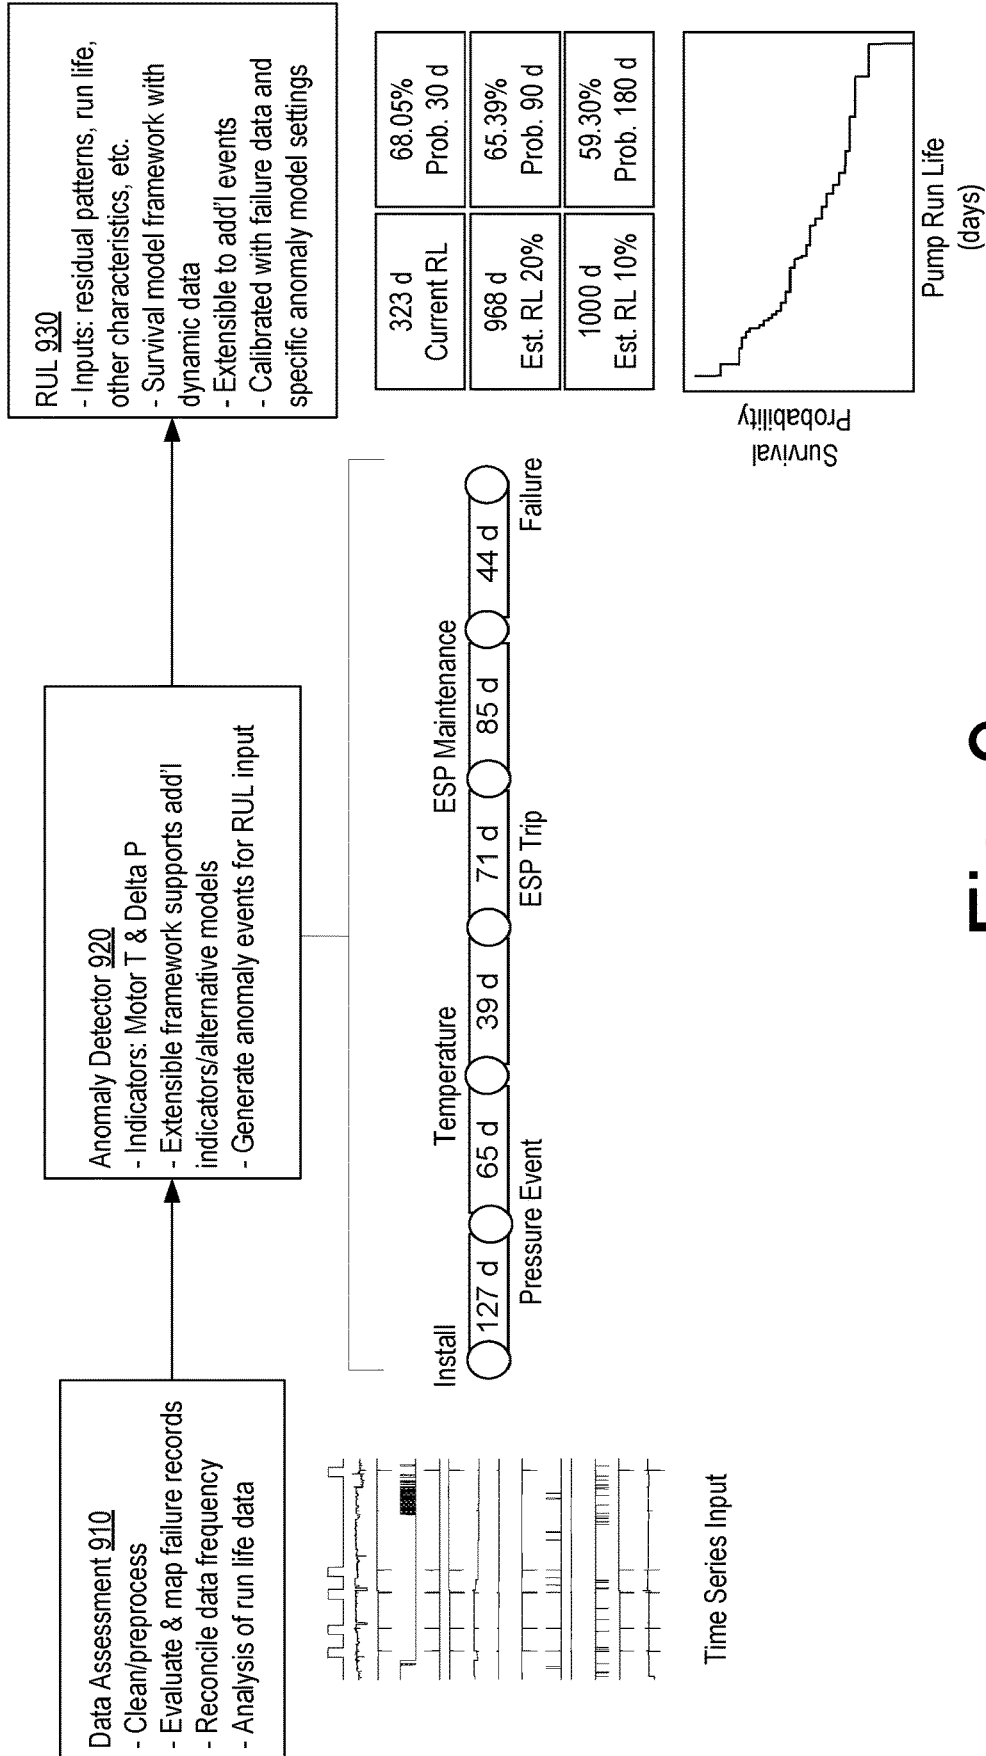 Data Assessment 910
- Clean/preprocess
- Evaluate & map failure records
- Reconcile data frequency
- Analysis of run life data
Time Series Input
Anomaly Detector 920
- Indicators: Motor T & Delta P
- Extensible framework supports add'l
indicators/alternative models
- Generate anomaly events for RUL input
Install
Temperature
ESP Maintenance
127 d
65 d
39 d
71 d
85 d
44 d
Pressure Event
ESP Trip
Failure
RUL 930
- Inputs: residual patterns, run life,
other characteristics, etc.
- Survival model framework with
dynamic data
- Extensible to add'l events
- Calibrated with failure data and
specific anomaly model settings
323 d
Current RL
68.05%
Prob. 30 d
968 d
Est. RL 20%
65.39%
Prob. 90 d
1000 d
Est. RL 10%
59.30%
Prob. 180 d
Survival
Probability
Pump Run Life
(days)